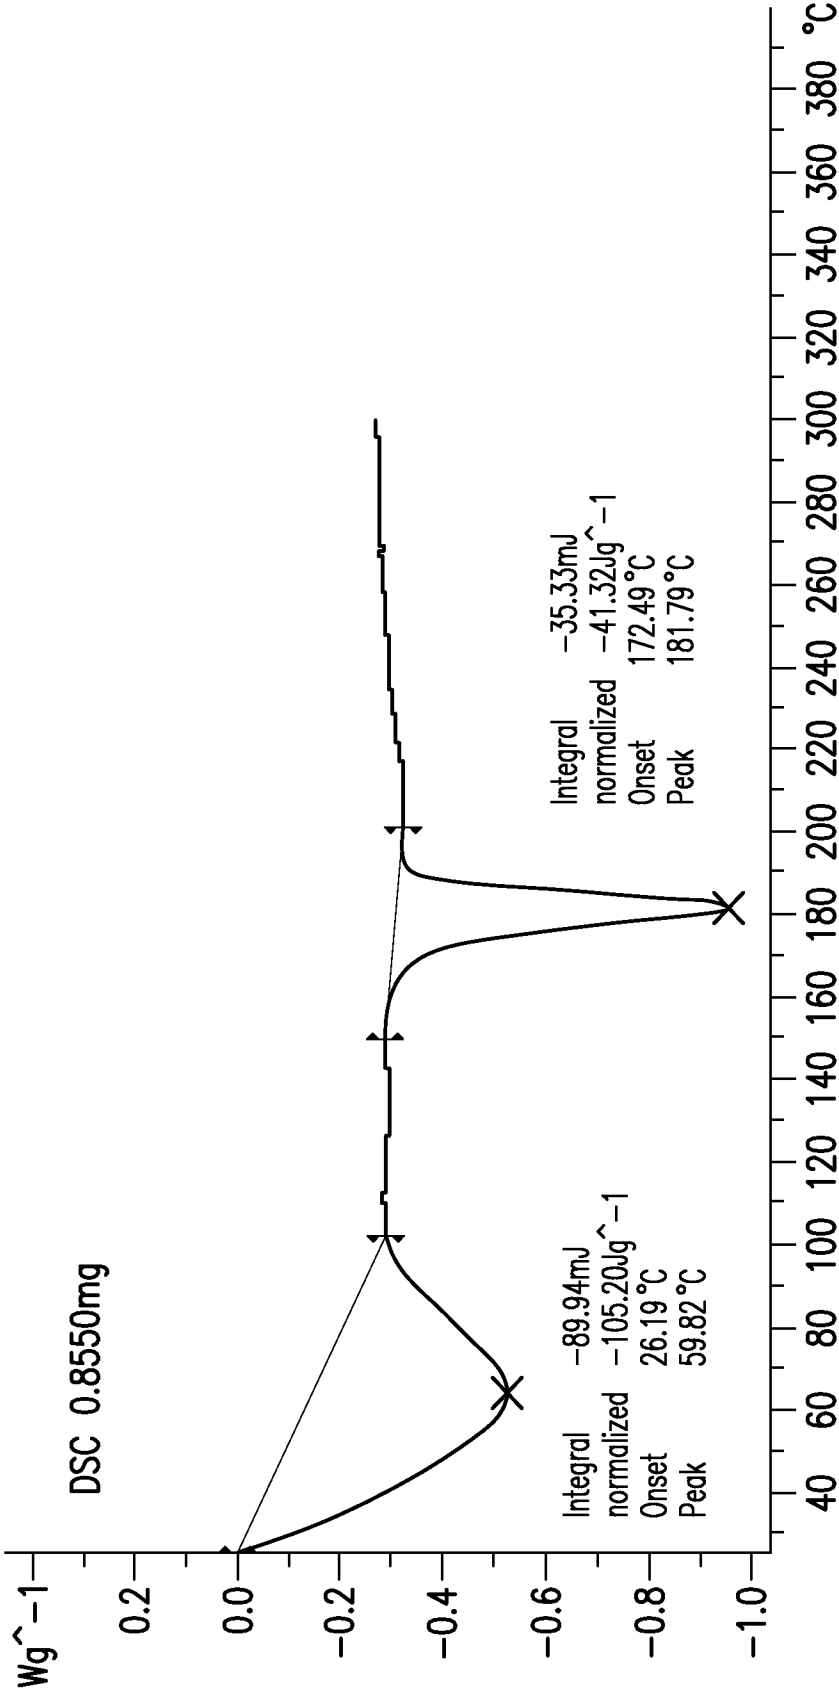 Wg^-1
DSC 0.8550mg
0.2
0.0
-0.2
-0.4
-0.6
-0.8
-1.0
Integral -89.94mJ
normalized -105.20Jg^-1
Onset 26.19°C
Peak 59.82°C
Integral -35.33mJ
normalized -41.32Jg^-1
Onset 172.49°C
Peak 181.79°C
40 60 80 100 120 140 160 180 200 220 240 260 280 300 320 340 360 380 °C